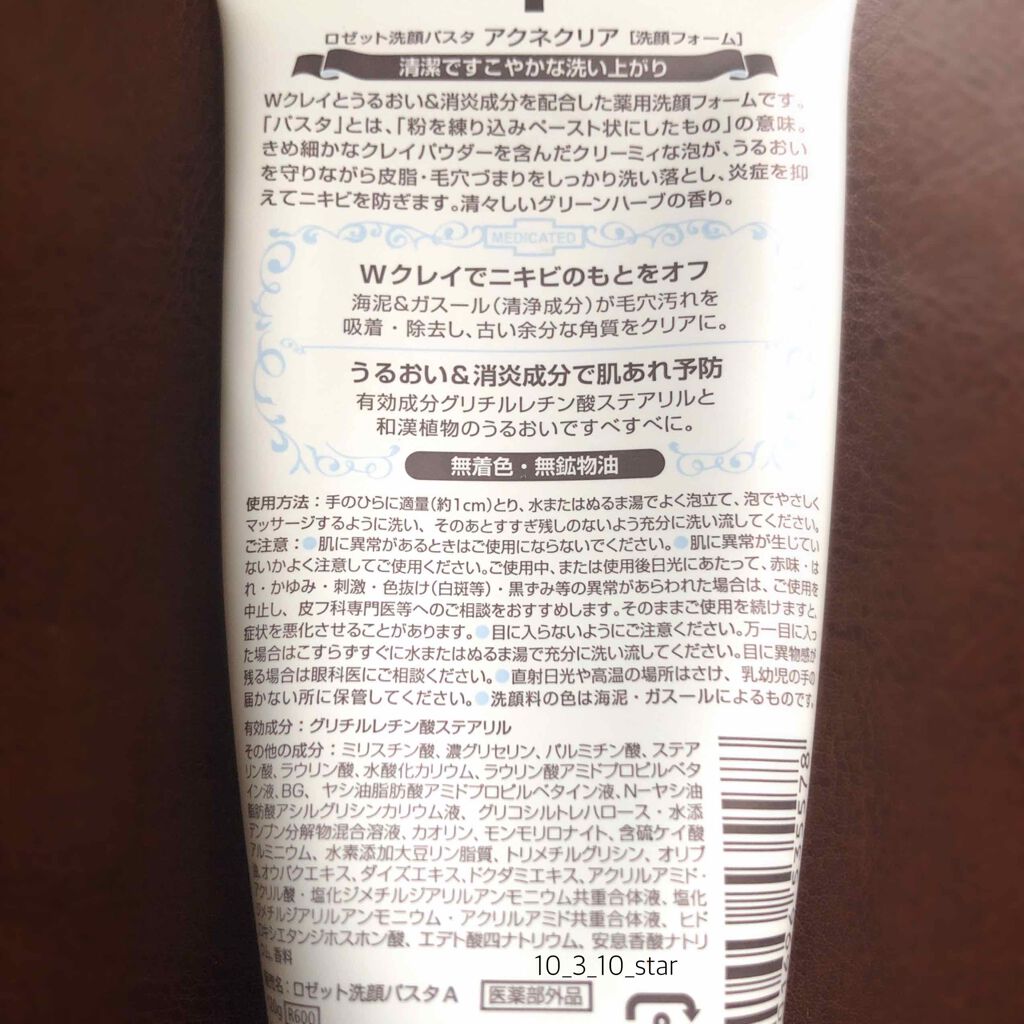 ロゼット洗顔パスタ アクネクリア [洗顔フォーム]
清潔ですこやかな洗い上がり
Wクレイとうるおい&消炎成分を配合した薬用洗顔フォームです。
「パスタ」とは、「粉を練り込みペースト状にしたもの」の意味。
きめ細かなクレイパウダーを含んだクリーミィな泡が、うるおい
を守りながら皮脂・毛穴づまりをしっかり洗い落とし、炎症を抑
えてニキビを防ぎます。清々しいグリーンハーブの香り。
MEDICATED
Wクレイでニキビのもとをオフ
海泥&ガスール(清浄成分)が毛穴汚れを
吸着・除去し、古い余分な角質をクリアに。
うるおい&消炎成分で肌あれ予防
有効成分グリチルレチン酸ステアリルと
和漢植物のうるおいですべすべに。
無着色・無鉱物油
使用方法:手のひらに適量(約1cm)とり、水またはぬるま湯でよく泡立て、泡でやさしく
マッサージするように洗い、そのあとすすぎ残しのないよう充分に洗い流してください。
ご注意:●肌に異常があるときはご使用にならないでください。●肌に異常が生じてい
ないかよく注意してご使用ください。ご使用中、または使用後日光にあたって、赤味・は
れ・かゆみ・刺激・色抜け(白斑等)・黒ずみ等の異常があらわれた場合は、ご使用を
中止し、皮フ科専門医等へのご相談をおすすめします。そのままご使用を続けますと、
症状を悪化させることがあります。●目に入らないようにご注意ください。万一目に入っ
た場合はこすらずすぐに水またはぬるま湯で充分に洗い流してください。目に異物感が
残る場合は眼科医にご相談ください。●直射日光や高温の場所はさけ、乳幼児の手の
届かない所に保管してください。●洗顔料の色は海泥・ガスールによるものです。
有効成分:グリチルレチン酸ステアリル
その他の成分:ミリスチン酸、濃グリセリン、パルミチン酸、ステア
リン酸、ラウリン酸、水酸化カリウム、ラウリン酸アミドプロピルベタ
イン液、BG、ヤシ油脂肪酸アミドプロピルベタイン液、N-ヤシ油
脂肪酸アシルグリシンカリウム液、グリコシルトレハロース・水添
デンプン分解物混合溶液、カオリン、モンモリロナイト、含硫ケイ酸
アルミニウム、水素添加大豆リン脂質、トリメチルグリシン、オリブ
油、オウバクエキス、ダイズエキス、ドクダミエキス、アクリルアミド・
アクリル酸・塩化ジメチルジアリルアンモニウム共重合体液、塩化
ジメチルジアリルアンモニウム・アクリルアミド共重合体液、ヒド
ロキシエタンジホスホン酸、エデト酸四ナトリウム、安息香酸ナトリ
ウム、香料
:ロゼット洗顔パスタA
医薬部外品
R600
10_3_10_star